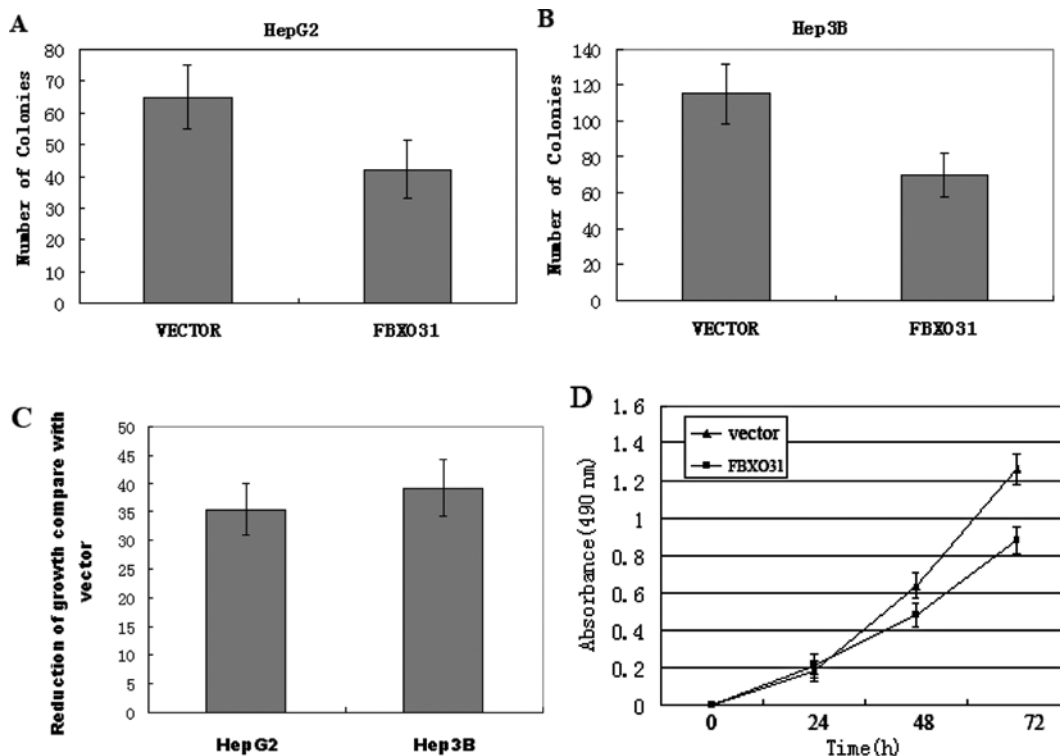 A
HepG2
Number of Colonies
80
70
60
50
40
30
20
10
0
VECTOR
FBXO31
B
Hep3B
Number of Colonies
140
120
100
80
60
40
20
0
VECTOR
FBXO31
C
Reduction of growth compare with
vector
50
45
40
35
30
25
20
15
10
5
0
HepG2
Hep3B
D
Absorbance(490 nm)
1.6
1.4
1.2
1
0.8
0.6
0.4
0.2
0
vector
FBXO31
0
24
48
72
Time(h)